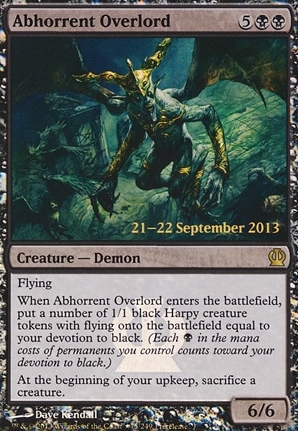 Abhorrent Overlord 5
21–22 September 2013
Creature — Demon
Flying
When Abhorrent Overlord enters the battlefield,
put a number of 1/1 black Harpy creature
tokens with flying onto the battlefield equal to
your devotion to black. (Each in the mana
costs of permanents you control counts toward your
devotion to black.)
At the beginning of your upkeep, sacrifice a
creature.
Dave Kendall
6/6